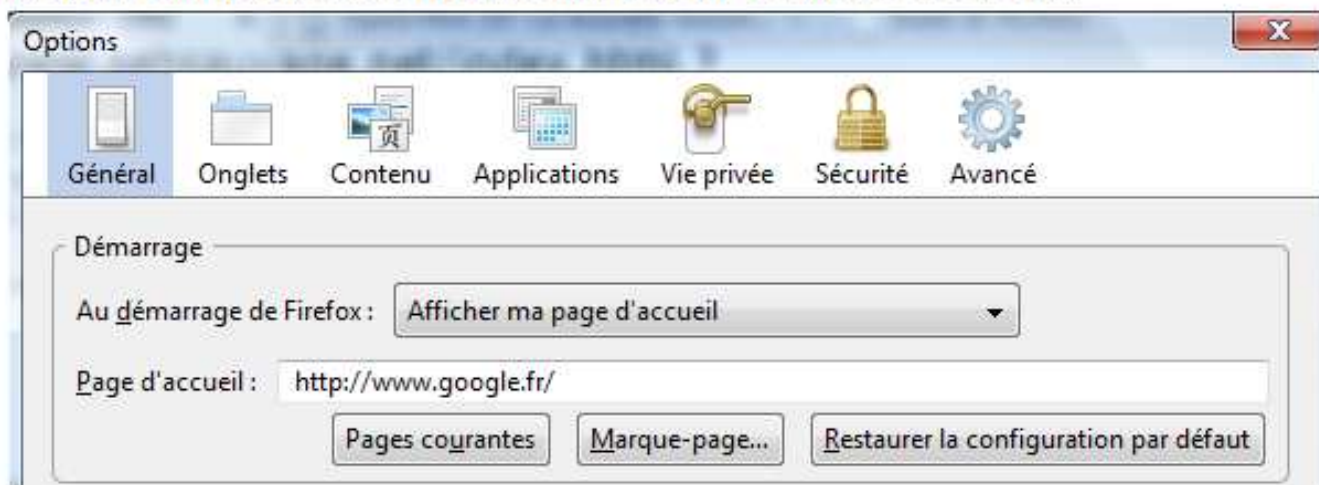 Options
X
页
Général Onglets Contenu Applications Vie privée Sécurité Avancé
Démarrage
Au démarrage de Firefox : Afficher ma page d'accueil
Page d'accueil : http://www.google.fr/
Pages courantes Marque-page... Restaurer la configuration par défaut